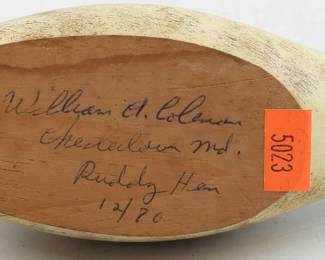 William A. Coleman
Chestertown Md.
Ruddy Hen
12/80
5023